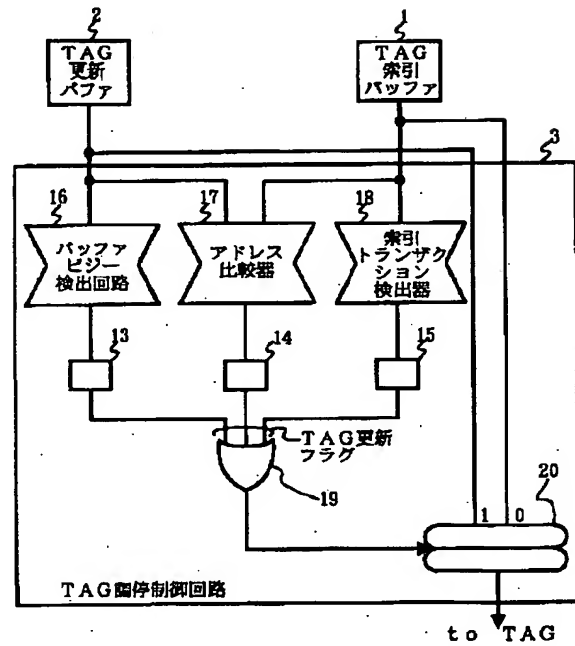 2
1
TAG
更新
バファ
TAG
索引
バッファ
3
16
17
18
バッファ
ビジー
検出回路
アドレス
比較器
索引
トランザク
ション
検出器
13
14
15
TAG更新
フラグ
19
20
1 0
TAG調停制御回路
to TAG